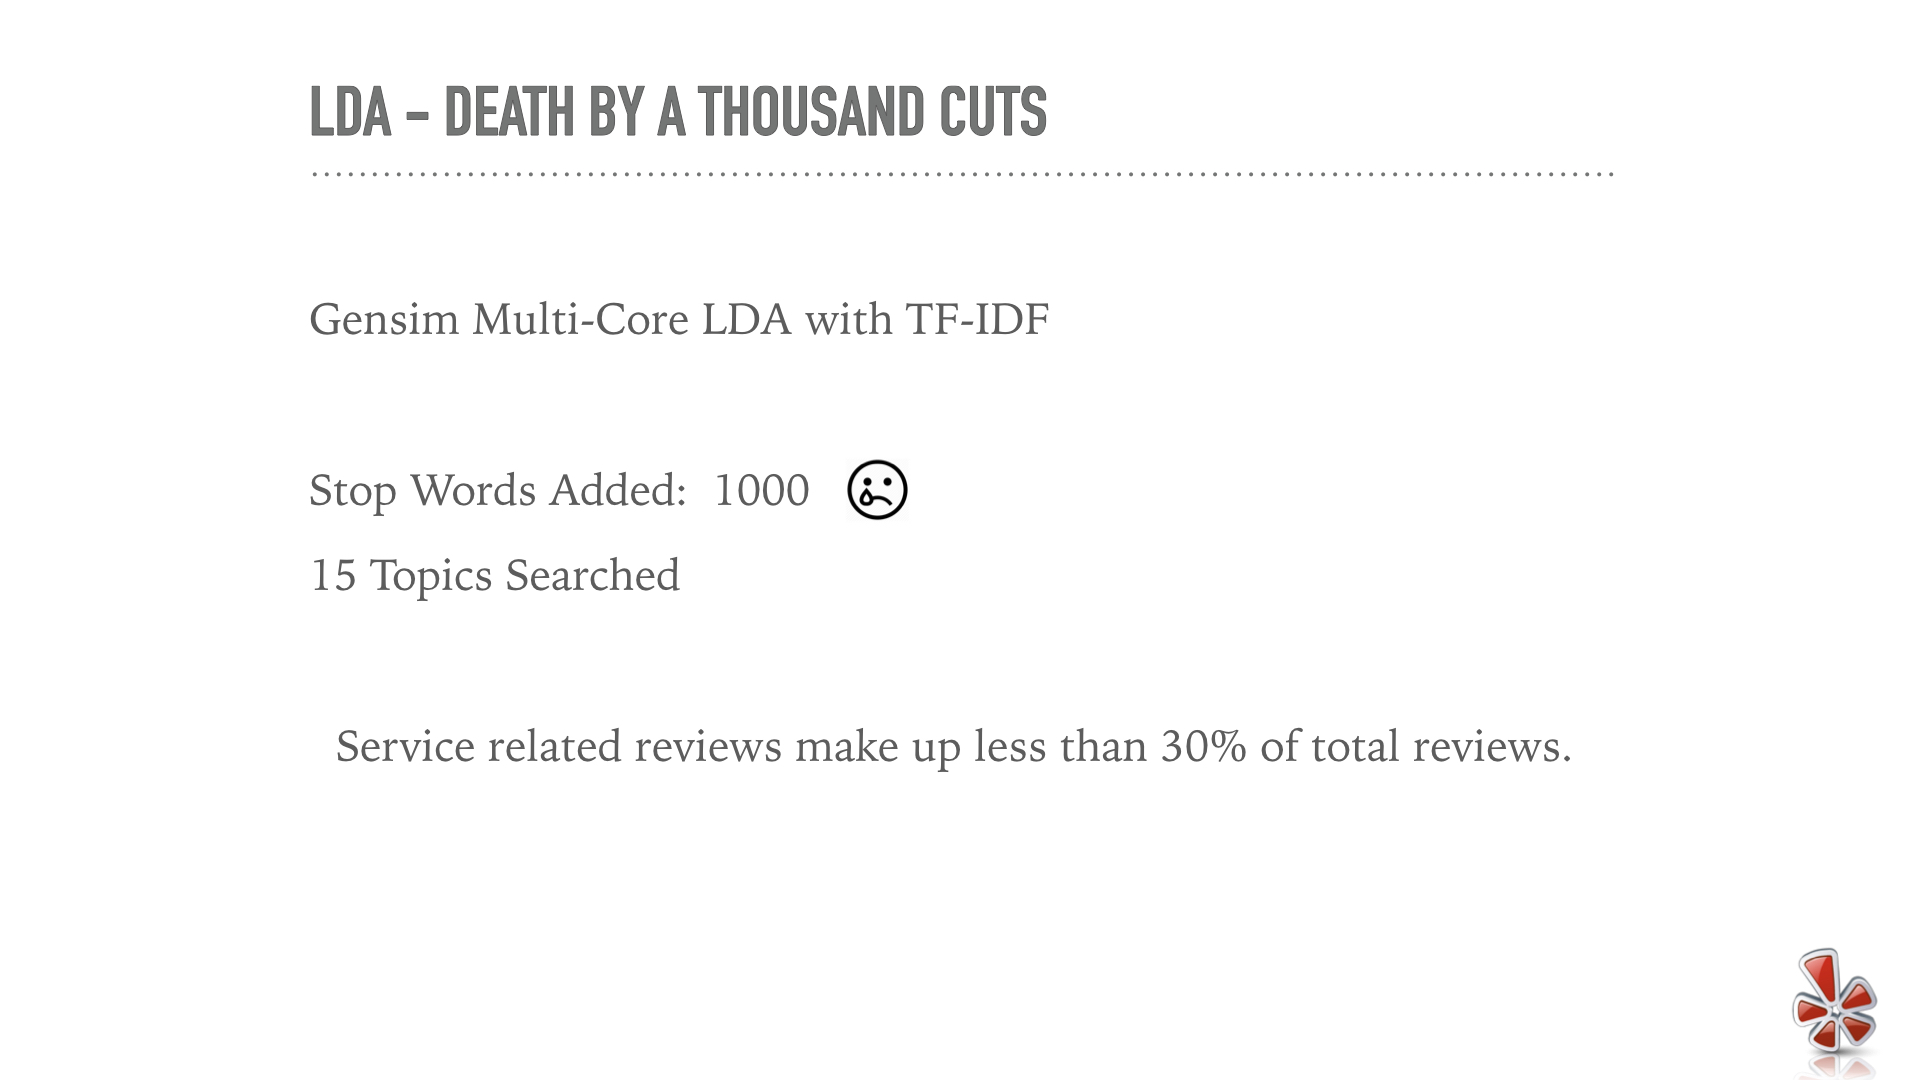 LDA – DEATH BY A THOUSAND CUTS
Gensim Multi-Core LDA with TF-IDF
Stop Words Added: 1000
15 Topics Searched
Service related reviews make up less than 30% of total reviews.